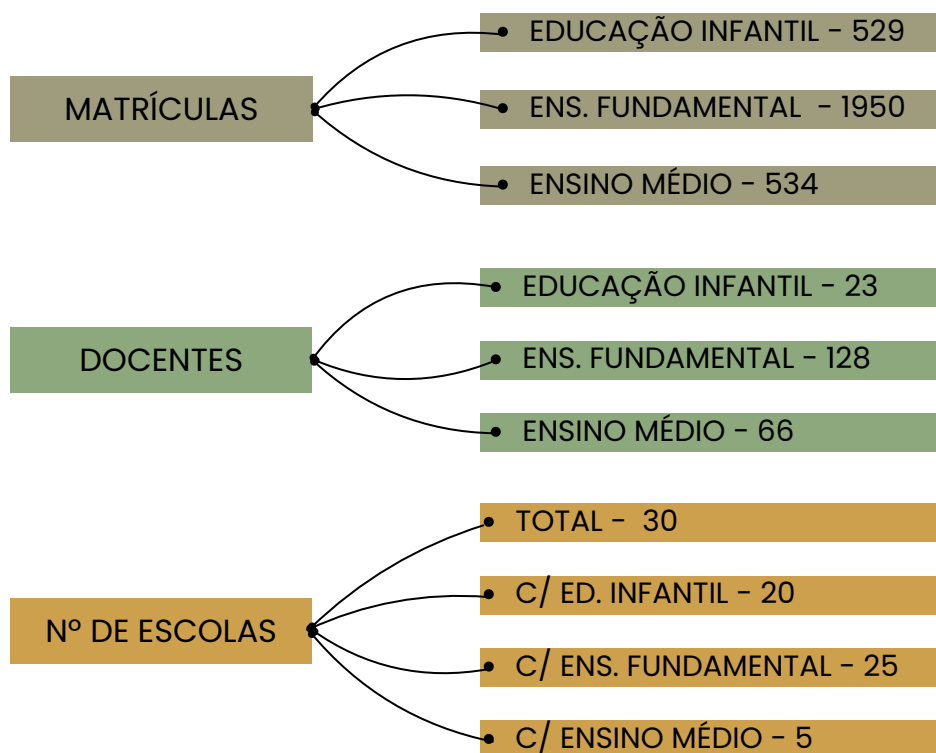 MATRÍCULAS
EDUCAÇÃO INFANTIL - 529
ENS. FUNDAMENTAL - 1950
ENSINO MÉDIO - 534
DOCENTES
EDUCAÇÃO INFANTIL - 23
ENS. FUNDAMENTAL - 128
ENSINO MÉDIO - 66
Nº DE ESCOLAS
TOTAL - 30
C/ ED. INFANTIL - 20
C/ ENS. FUNDAMENTAL - 25
C/ ENSINO MÉDIO - 5